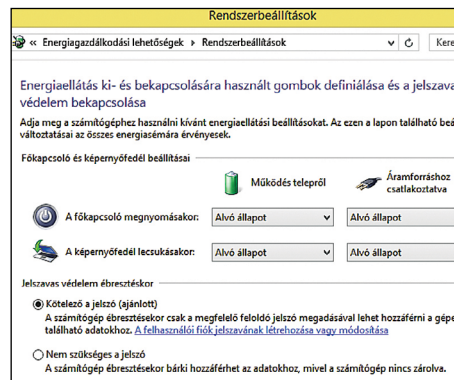 Rendszerbeállítások
« Energiagazdálkodási lehetőségek ▸ Rendszerbeállítások
Energiaellátás ki- és bekapcsolására használt gombok definiálása és a
védelem bekapcsolása
Adja meg a számítógéphez használni kívánt energiaellátási beállításokat. Az ezen a lapon található
változtatásai az összes energiasémára érvényesek.
Főkapcsoló és képernyőfedél beállításai
Működés telepről
Áramforráshoz
csatlakoztatva
A főkapcsoló megnyomásakor: Alvó állapot Alvó állapot
A képernyőfedél lecsukásakor: Alvó állapot Alvó állapot
Jelszavas védelem ébresztéskor
Kötelező a jelszó (ajánlott)
A számítógép ébresztésekor csak a megfelelő feloldó jelszó megadásával lehet hozzáférni a
található adatokhoz. A felhasználói fiók jelszavának létrehozása vagy módosítása
Nem szükséges a jelszó
A számítógép ébresztésekor bárki hozzáférhet az adatokhoz, mivel a számítógép nincs zárolva.